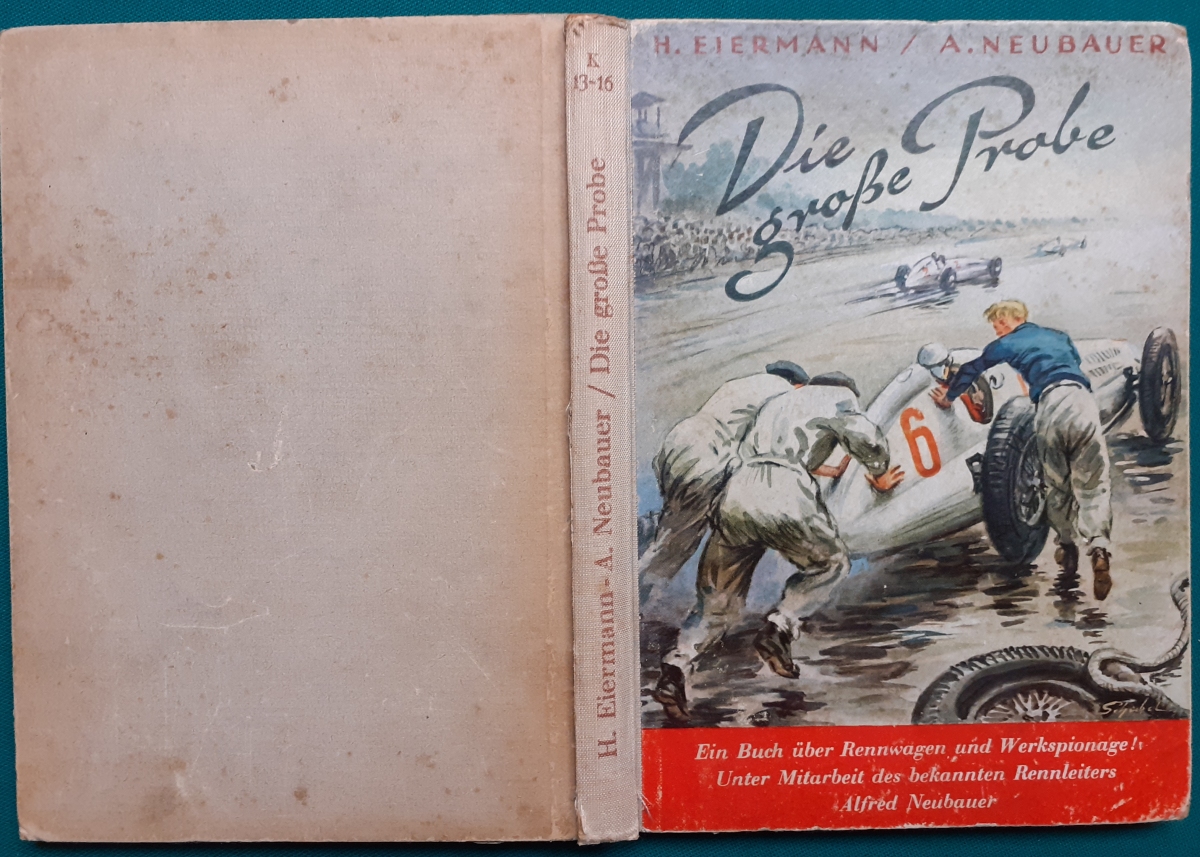 K
13-16
H. Eiermann - A. Neubauer / Die große Probe
H. EIERMANN / A. NEUBAUER
Die
große Probe
6
Ein Buch über Rennwagen und Werkspionage!
Unter Mitarbeit des bekannten Rennleiters
Alfred Neubauer